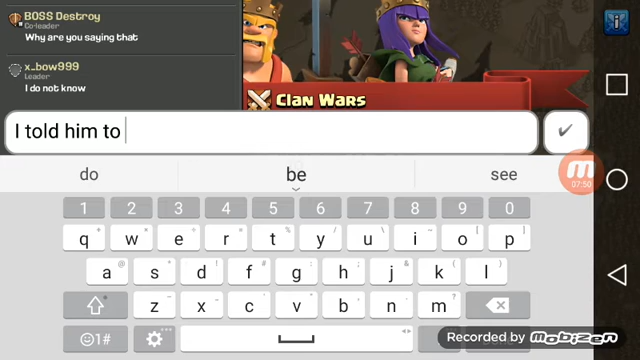 BOSS Destroy
Co-leader
Why are you saying that
x_bow999
Leader
I do not know
Clan Wars
I told him to
do be see
07:50
1 2 3 4 5 6 7 8 9 0
q w e r t y u i o p
a s d f g h j k l
z x c v b n m
1#
Recorded by mobizen